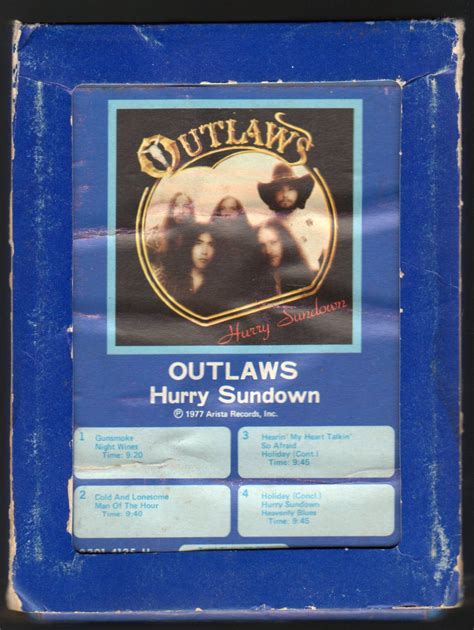 OUTLAWS
Hurry Sundown
OUTLAWS
Hurry Sundown
℗ 1977 Arista Records, Inc.
1 Gunsmoke
Night Wines
Time: 9:20
2 Cold And Lonesome
Man Of The Hour
Time: 9:40
3 Hearin' My Heart Talkin'
So Afraid
Holiday (Cont.)
Time: 9:45
4 Holiday (Concl.)
Hurry Sundown
Heavenly Blues
Time: 9:45